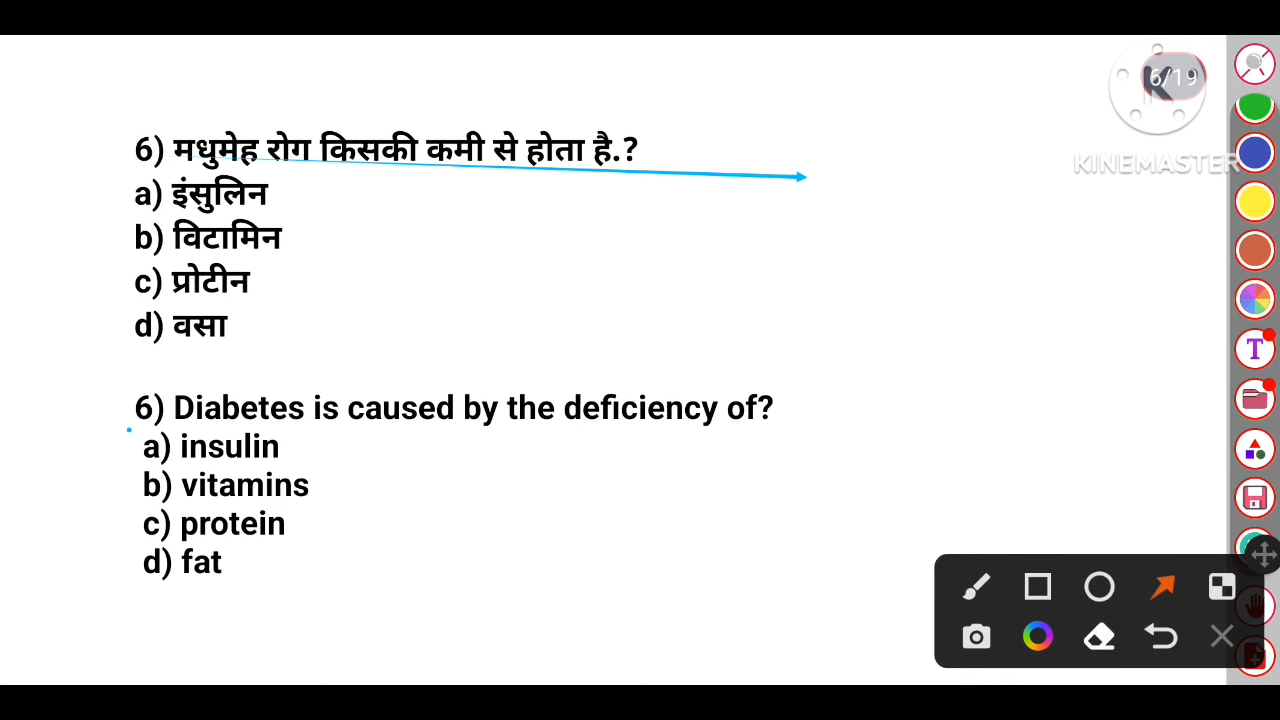 6/19
KINEMASTER
6) मधुमेह रोग किसकी कमी से होता है.?
a) इंसुलिन
b) विटामिन
c) प्रोटीन
d) वसा
6) Diabetes is caused by the deficiency of?
a) insulin
b) vitamins
c) protein
d) fat
T